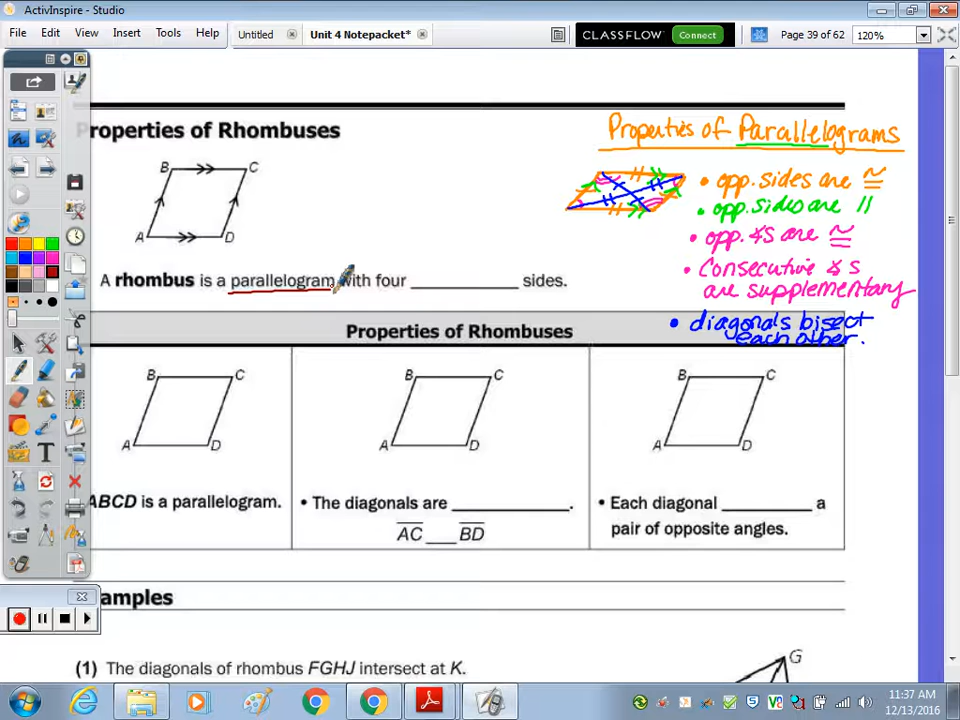 ActivInspire - Studio
File Edit View Insert Tools Help
Untitled
Unit 4 Notepacket*
CLASSFLOW Connect
Page 39 of 62
120%
Properties of Rhombuses
B C
A D
A rhombus is a parallelogram with four ____________ sides.
Properties of Parallelograms
• opp. sides are ≅
• opp. sides are ||
• opp. ∡s are ≅
• Consecutive ∡s
are supplementary
• diagonals bisect
each other.
Properties of Rhombuses
B C
A D
ABCD is a parallelogram.
B C
A D
• The diagonals are _____________.
AC ___ BD
B C
A D
• Each diagonal __________ a
pair of opposite angles.
amples
(1) The diagonals of rhombus FGHJ intersect at K.
G
11:37 AM
12/13/2016